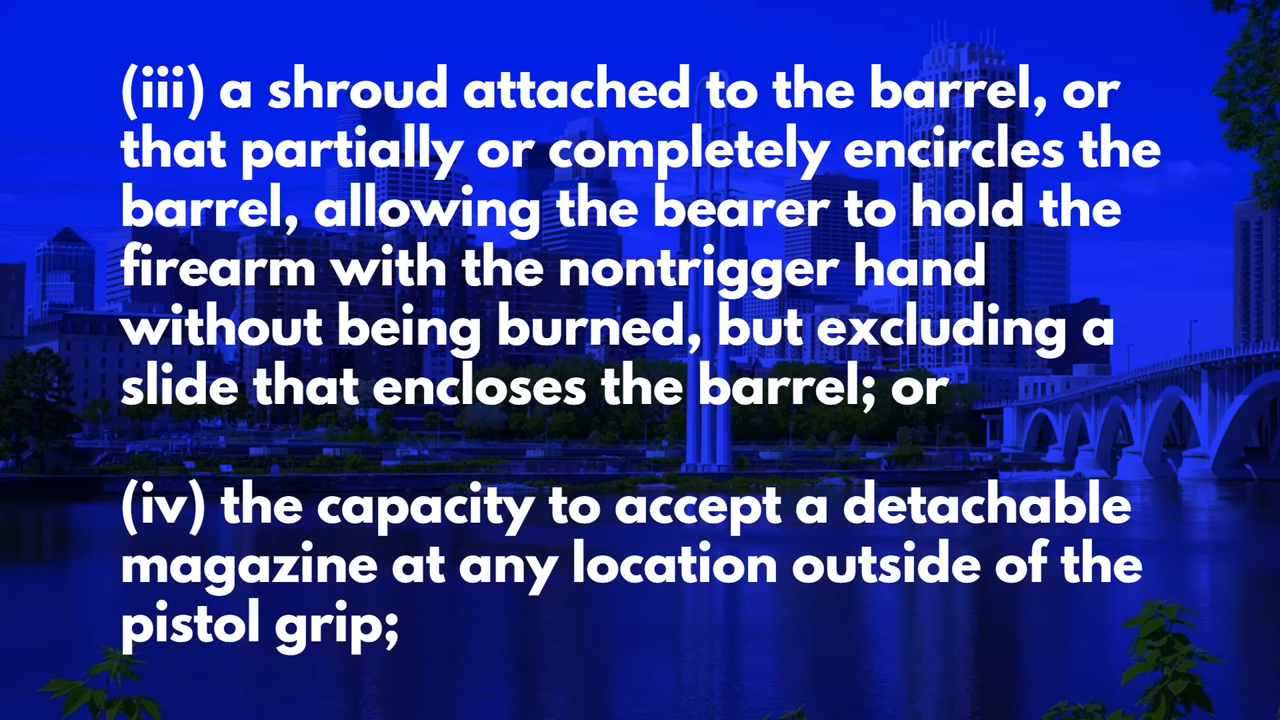 (iii) a shroud attached to the barrel, or
that partially or completely encircles the
barrel, allowing the bearer to hold the
firearm with the nontrigger hand
without being burned, but excluding a
slide that encloses the barrel; or
(iv) the capacity to accept a detachable
magazine at any location outside of the
pistol grip;